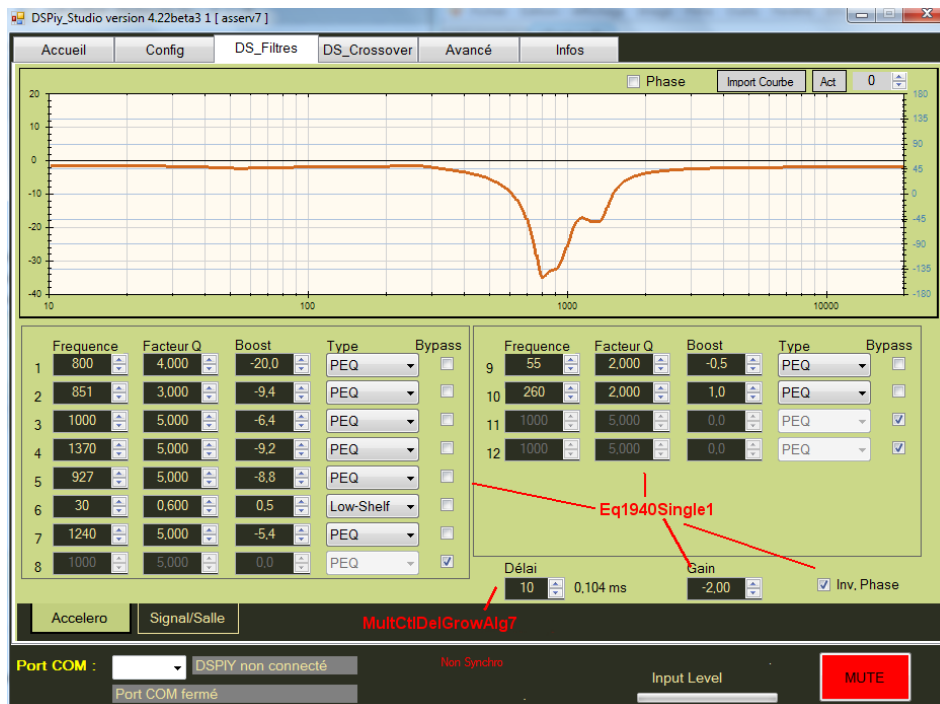 DSPiy_Studio version 4.22beta3 1 [ asserv7 ]
Accueil Config DS_Filtres DS_Crossover Avancé Infos
Phase Import Courbe Act 0
20 180
135
10 90
0 45
-10 0
-45
-20 -90
-30 -135
-40 -180
10 100 1000 10000
Frequence Facteur Q Boost Type Bypass
1 800 4,000 -20,0 PEQ
2 851 3,000 -9,4 PEQ
3 1000 5,000 -6,4 PEQ
4 1370 5,000 -9,2 PEQ
5 927 5,000 -8,8 PEQ
6 30 0,600 0,5 Low-Shelf
7 1240 5,000 -5,4 PEQ
8 1000 5,000 0,0 PEQ
Frequence Facteur Q Boost Type Bypass
9 55 2,000 -0,5 PEQ
10 260 2,000 1,0 PEQ
11 1000 5,000 0,0 PEQ
12 1000 5,000 0,0 PEQ
Eq1940Single1
Délai Gain
10 0,104 ms -2,00 Inv, Phase
Accelero Signal/Salle
MultCtlDelGrowAlg7
Port COM : DSPIY non connecté
Non Synchro
Input Level
MUTE
Port COM fermé